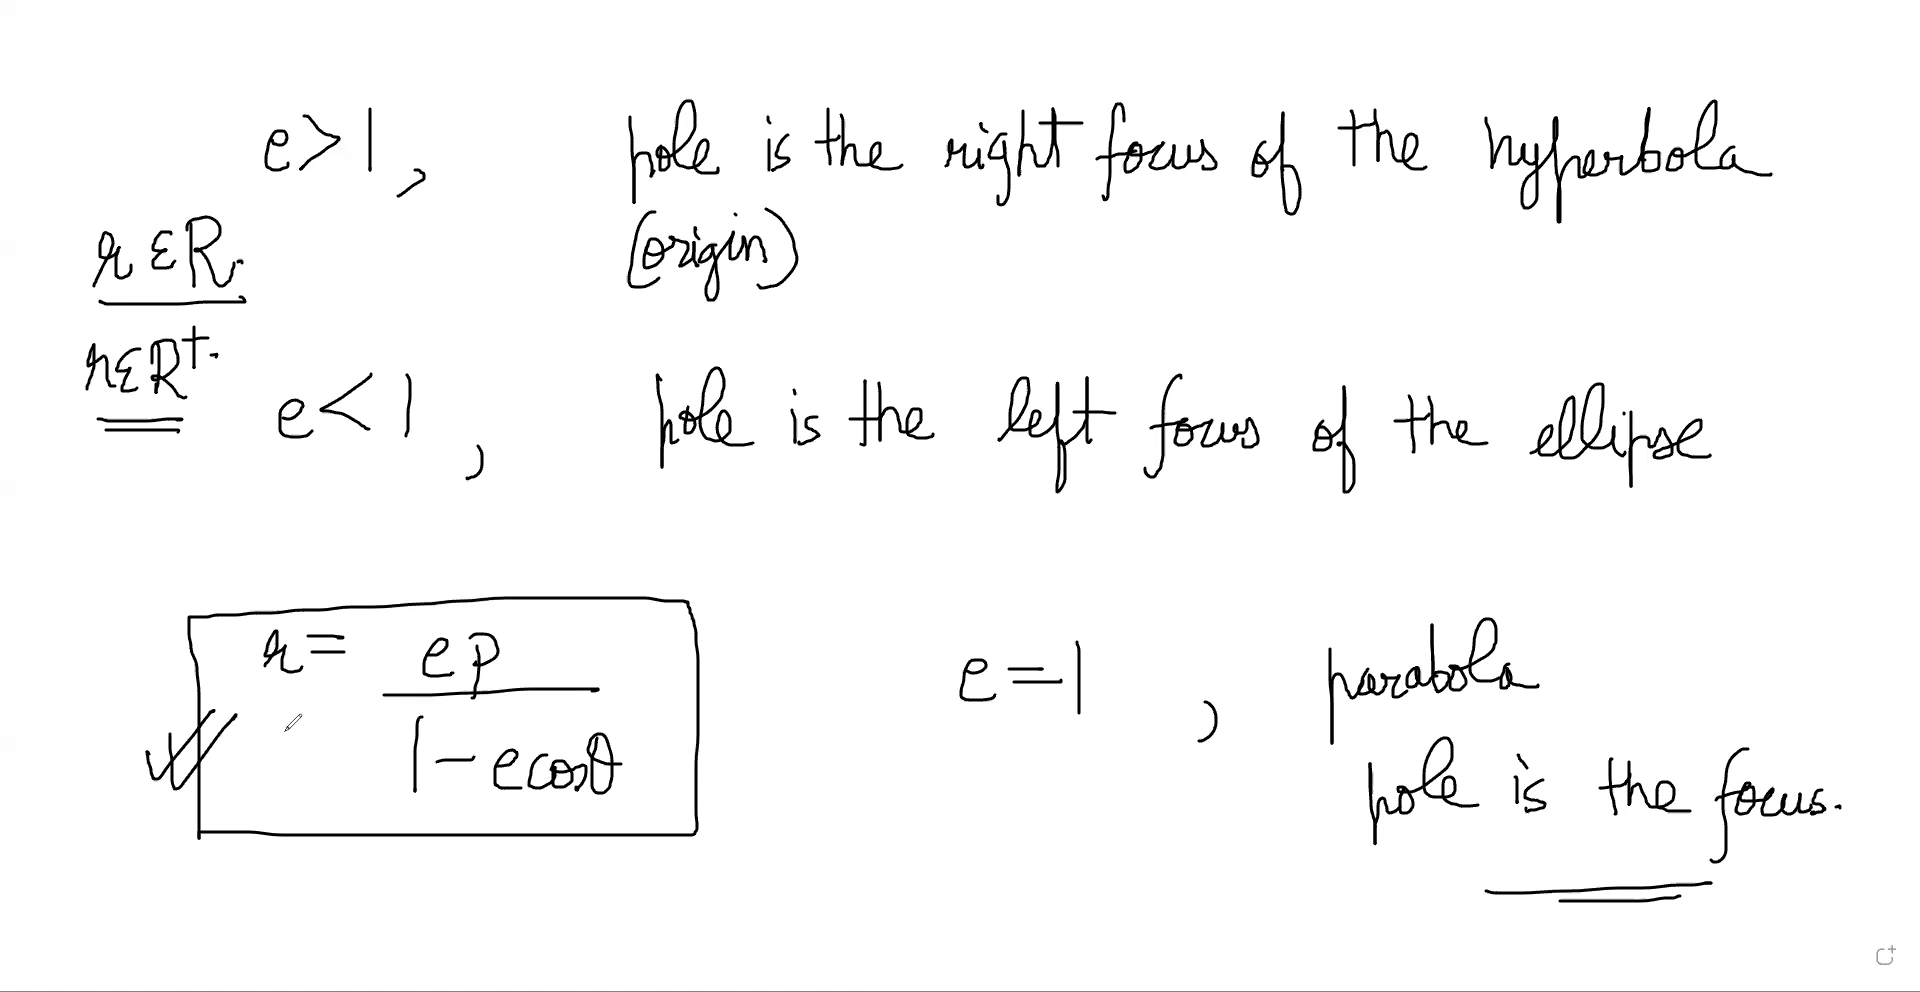 e>1, pole is the right focus of the hyperbola
(origin)
r ε R.
r ε R⁺.
e<1, pole is the left focus of the ellipse
r = ep / 1 - e cosθ
e=1, parabola
pole is the focus.